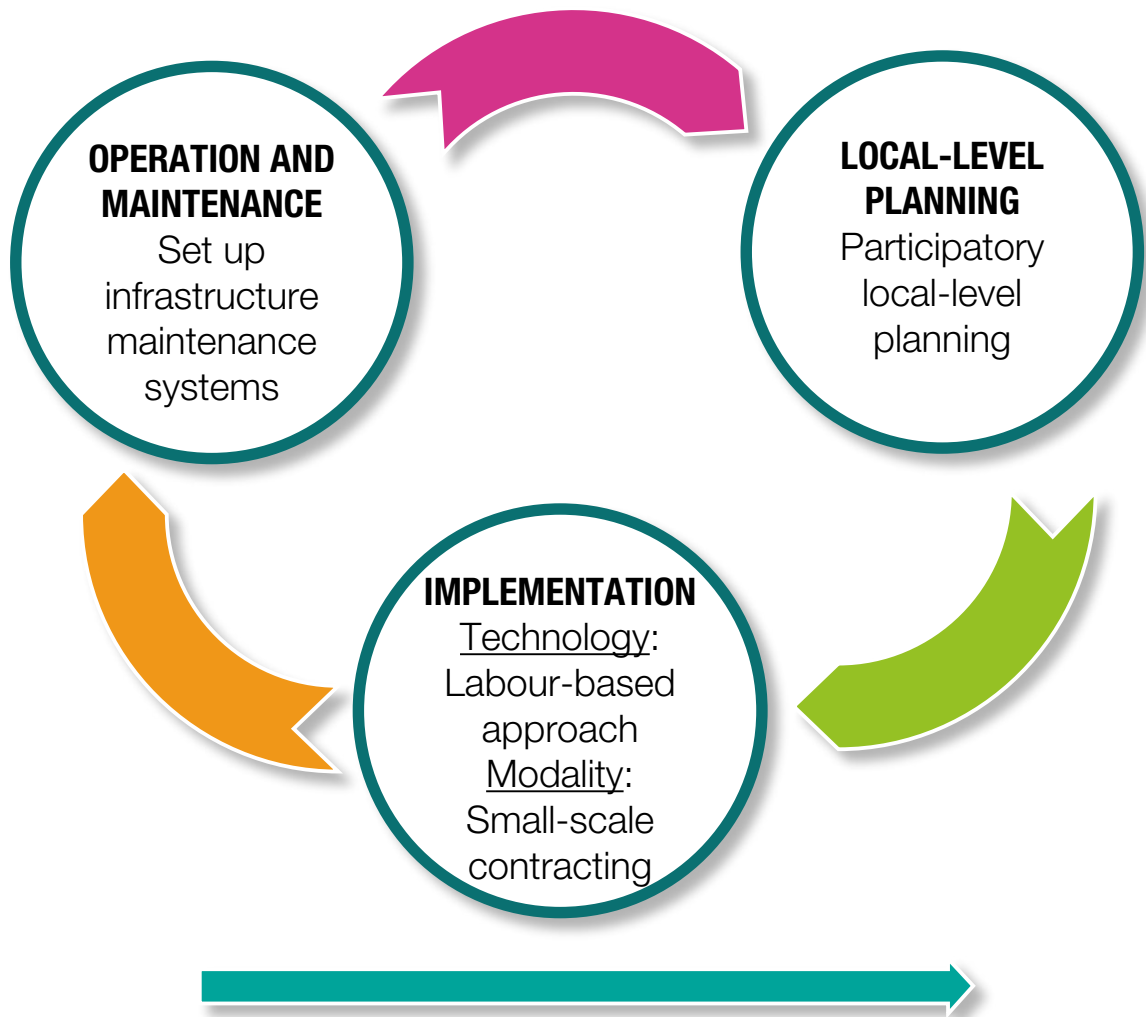 OPERATION AND
MAINTENANCE
Set up
infrastructure
maintenance
systems
LOCAL-LEVEL
PLANNING
Participatory
local-level
planning
IMPLEMENTATION
Technology:
Labour-based
approach
Modality:
Small-scale
contracting